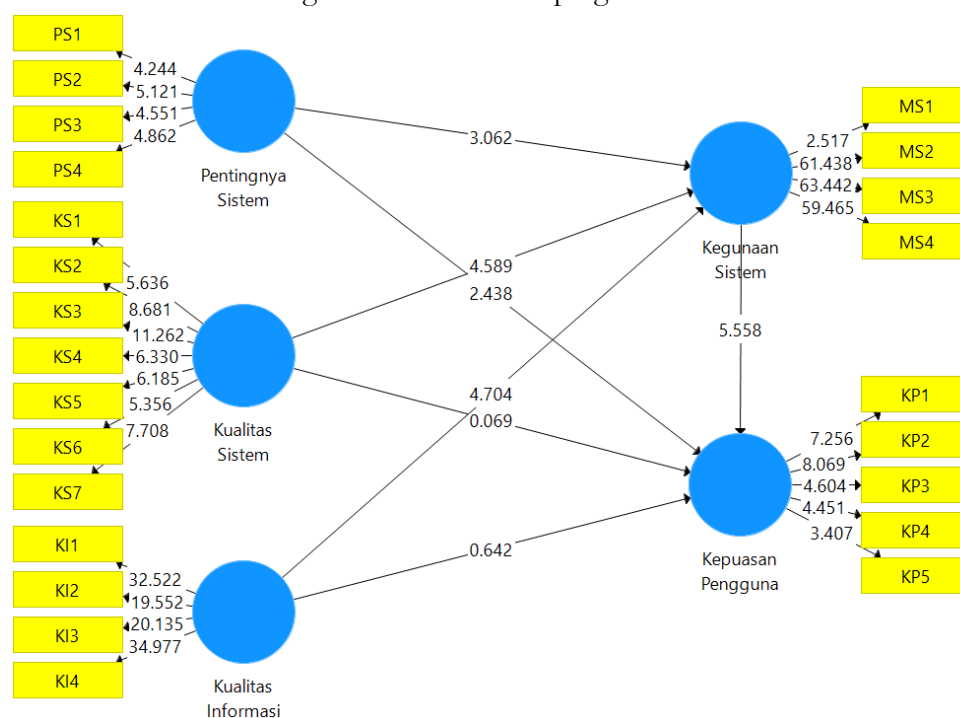 PS1
PS2
PS3
PS4
4.244
5.121
4.551
4.862
Pentingnya
Sistem
KS1
KS2
KS3
KS4
KS5
KS6
KS7
5.636
8.681
11.262
6.330
6.185
5.356
7.708
Kualitas
Sistem
KI1
KI2
KI3
KI4
32.522
19.552
20.135
34.977
Kualitas
Informasi
3.062
4.589
2.438
4.704
0.069
0.642
5.558
Kegunaan
Sistem
2.517
61.438
63.442
59.465
MS1
MS2
MS3
MS4
Kepuasan
Pengguna
7.256
8.069
4.604
4.451
3.407
KP1
KP2
KP3
KP4
KP5